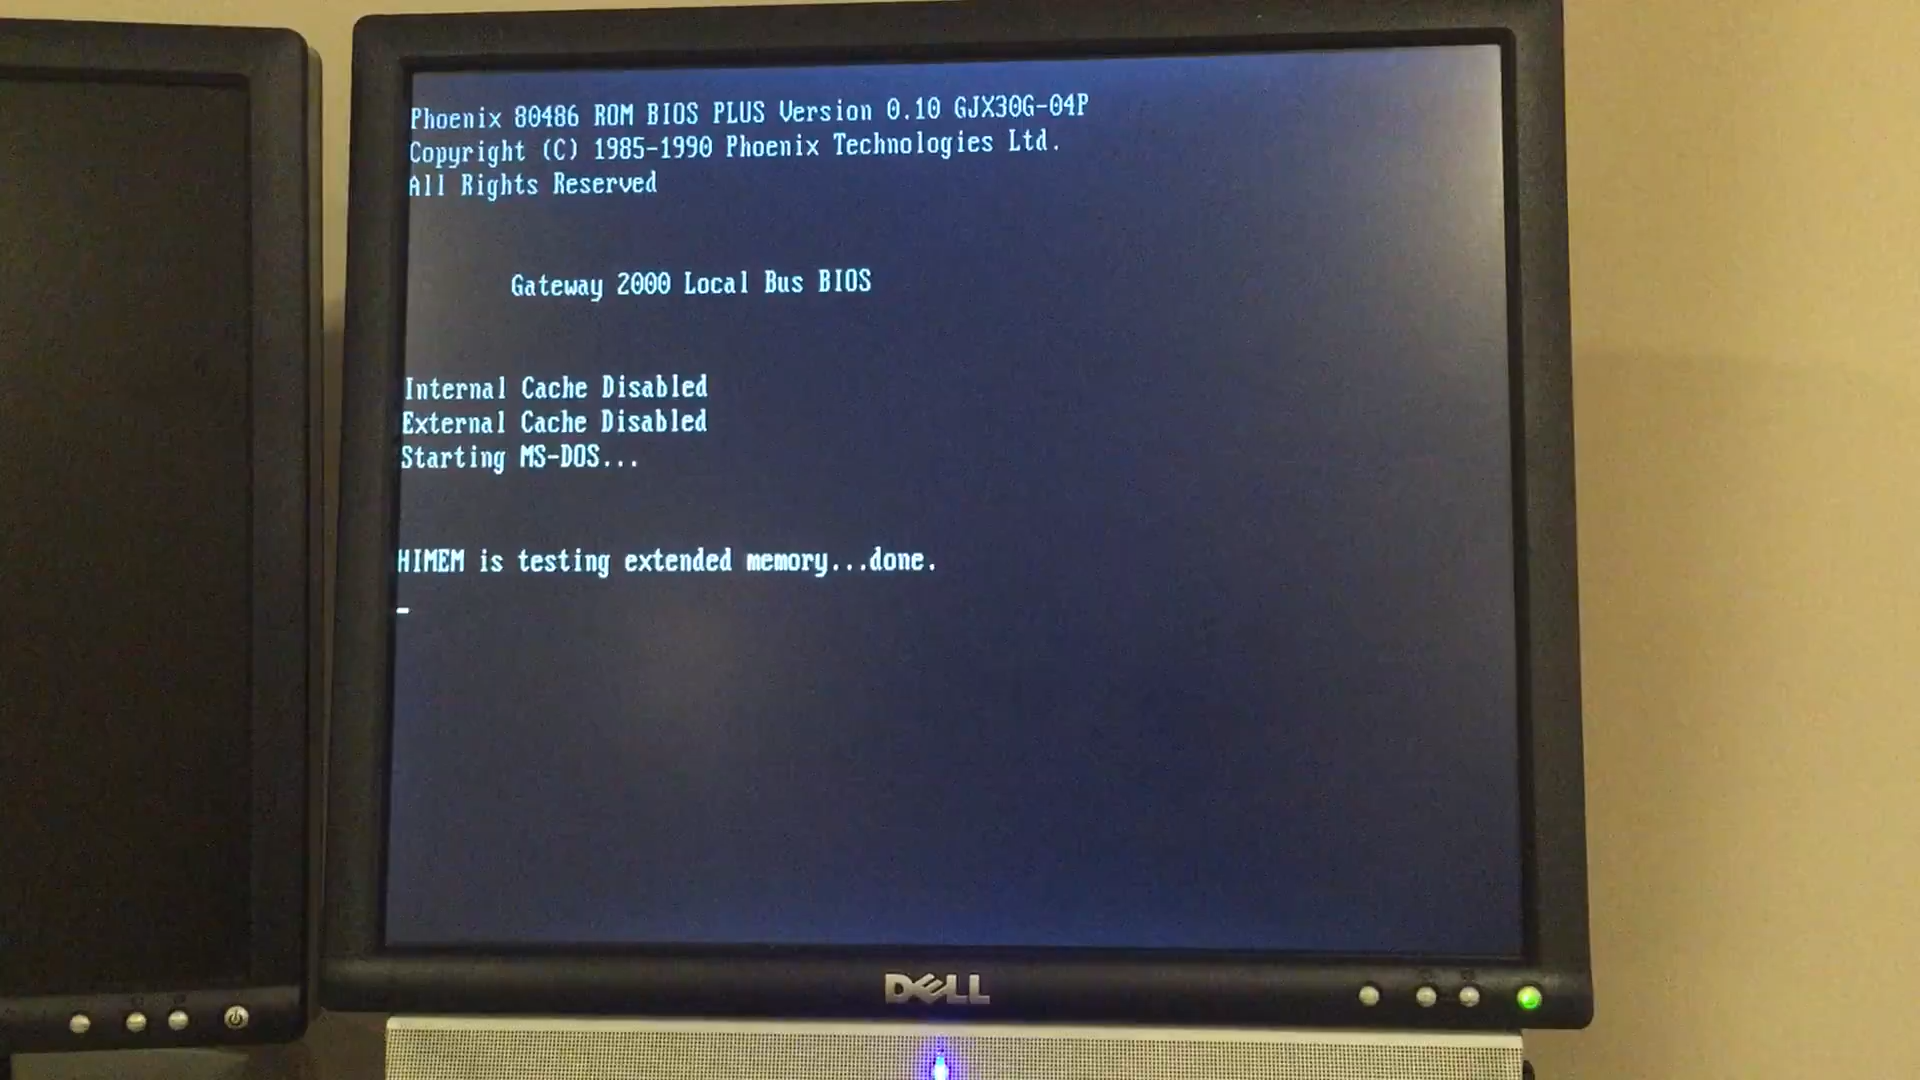 Phoenix 80486 ROM BIOS PLUS Version 0.10 GJX30G-04P
Copyright (C) 1985-1990 Phoenix Technologies Ltd.
All Rights Reserved
Gateway 2000 Local Bus BIOS
Internal Cache Disabled
External Cache Disabled
Starting MS-DOS...
HIMEM is testing extended memory...done.
DELL